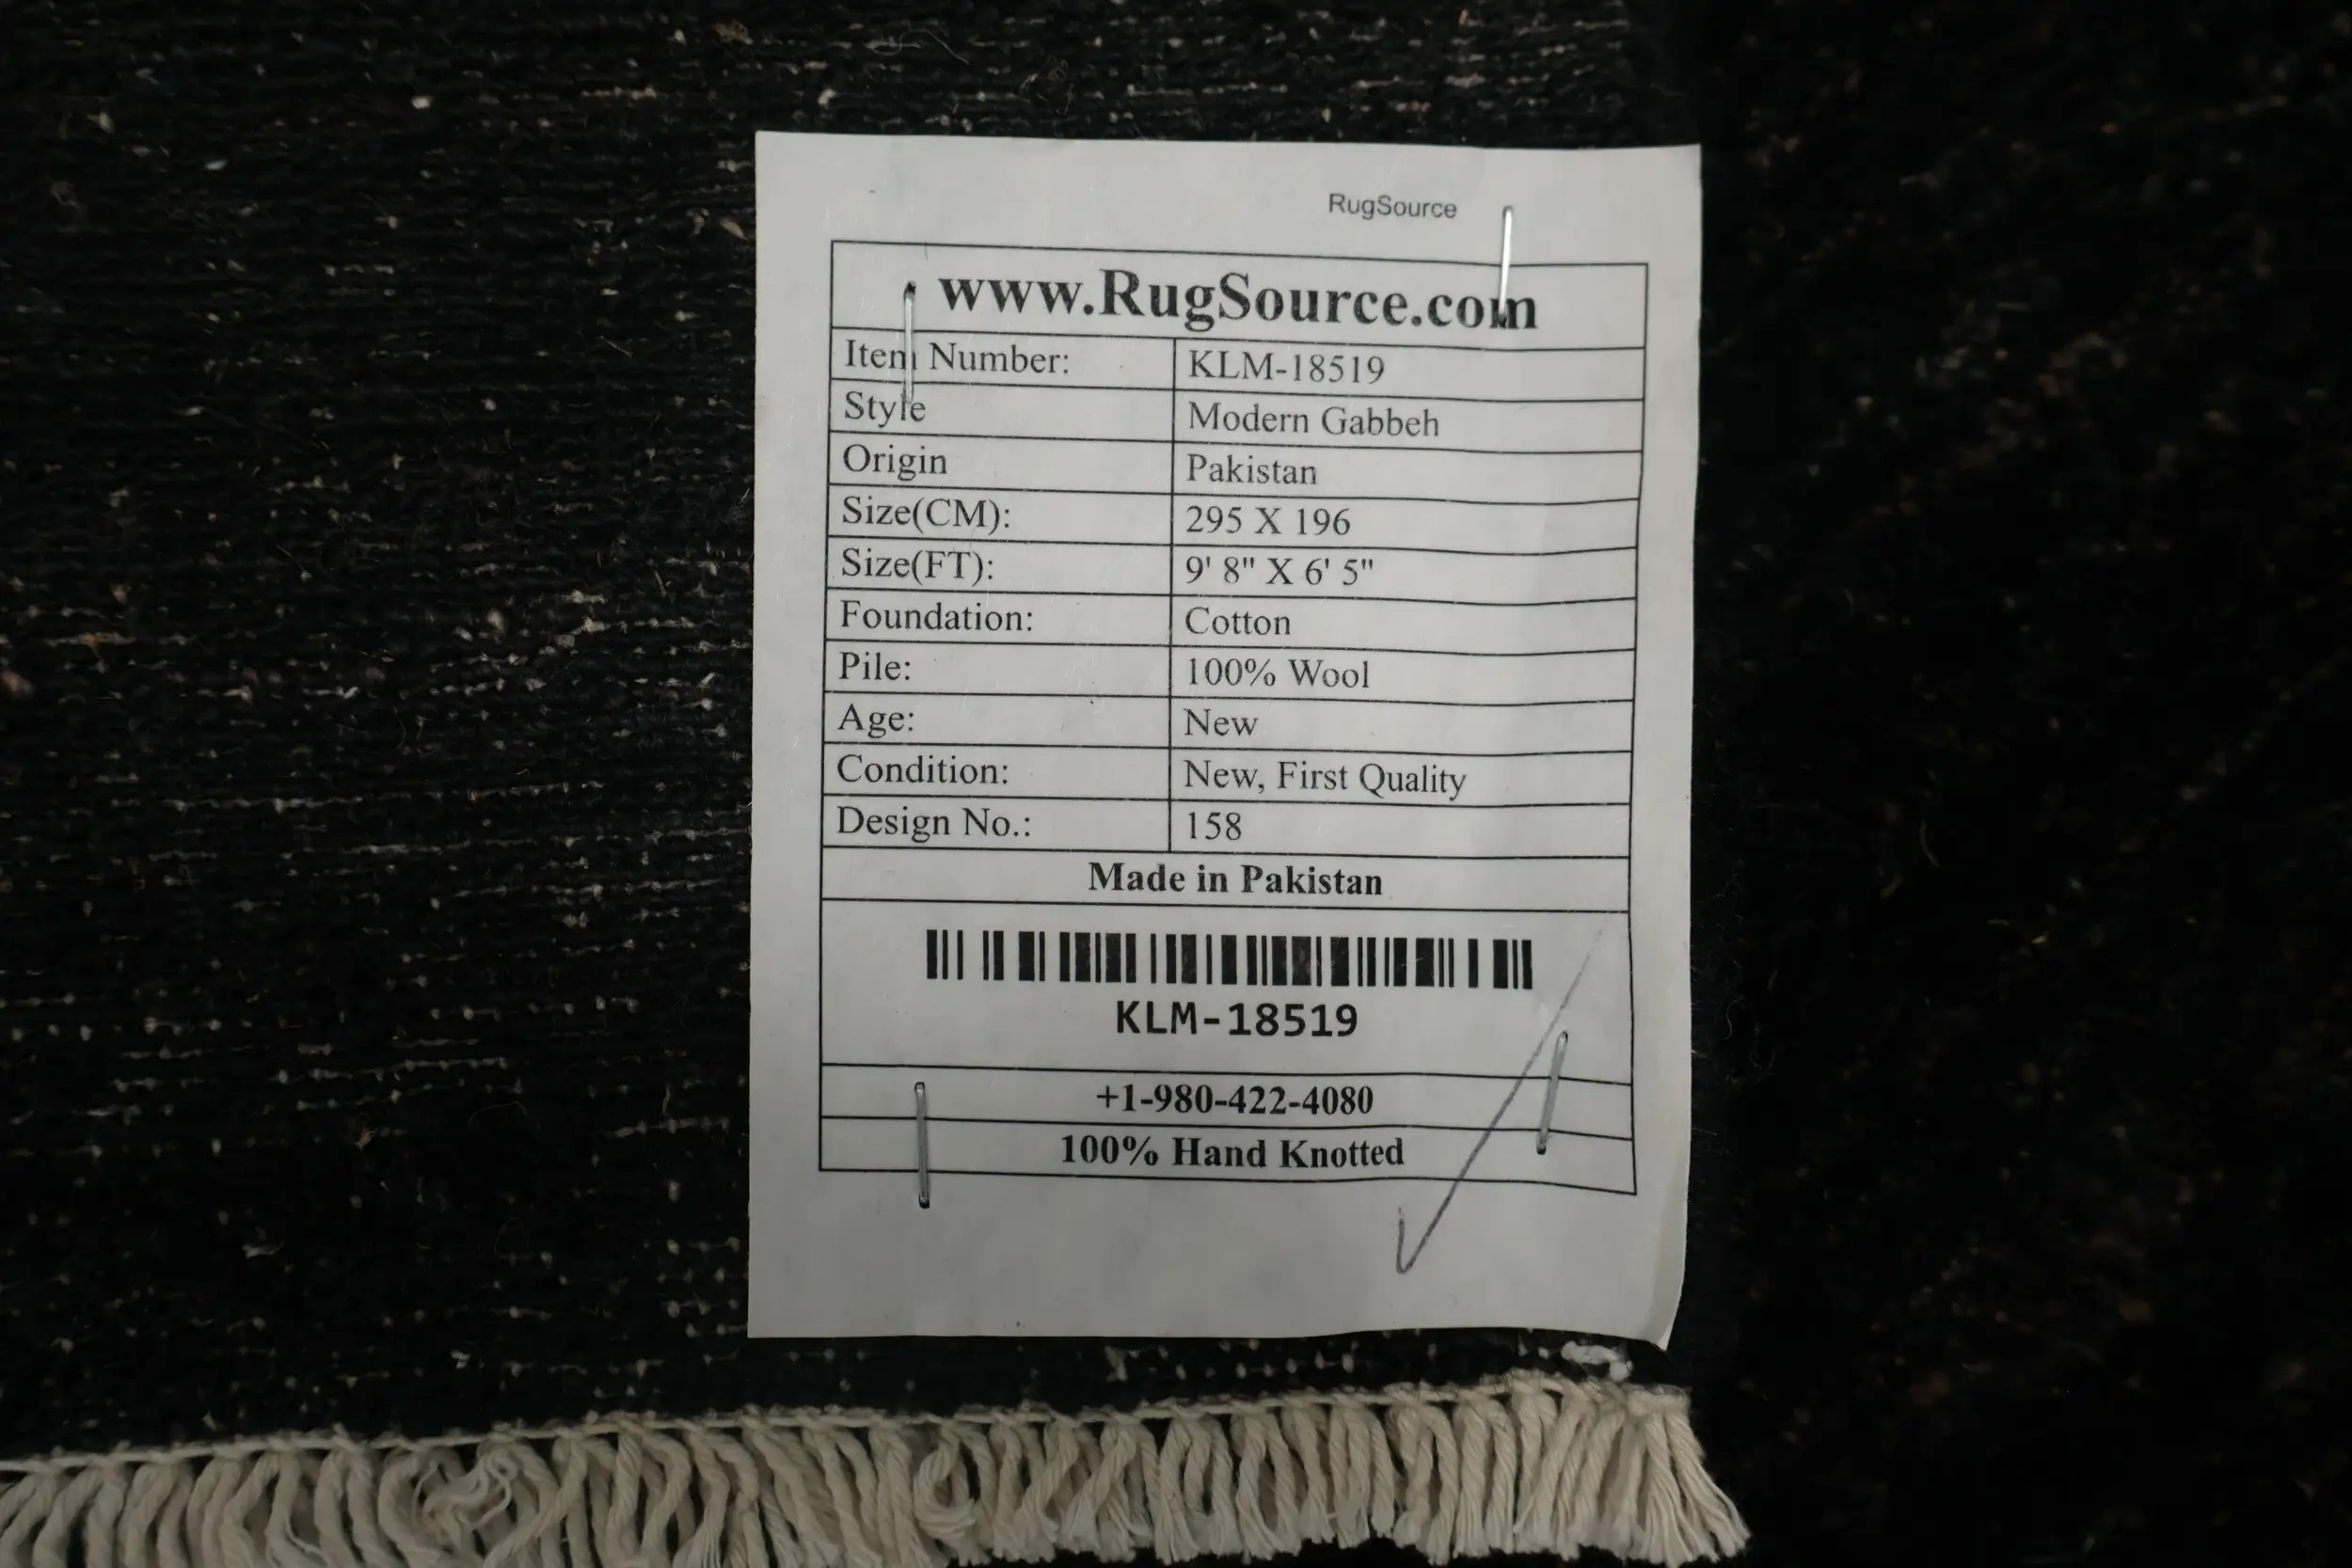 RugSource
www.RugSource.com
Item Number: KLM-18519
Style Modern Gabbeh
Origin Pakistan
Size(CM): 295 X 196
Size(FT): 9' 8" X 6' 5"
Foundation: Cotton
Pile: 100% Wool
Age: New
Condition: New, First Quality
Design No.: 158
Made in Pakistan
KLM-18519
+1-980-422-4080
100% Hand Knotted